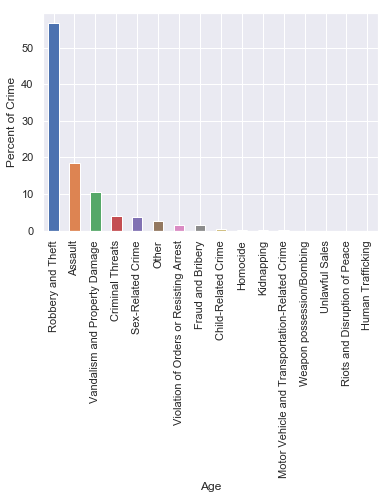 Percent of Crime
50
40
30
20
10
0
Robbery and Theft
Assault
Vandalism and Property Damage
Criminal Threats
Sex-Related Crime
Other
Violation of Orders or Resisting Arrest
Fraud and Bribery
Child-Related Crime
Homocide
Kidnapping
Motor Vehicle and Transportation-Related Crime
Weapon possession/Bombing
Unlawful Sales
Riots and Disruption of Peace
Human Trafficking
Age